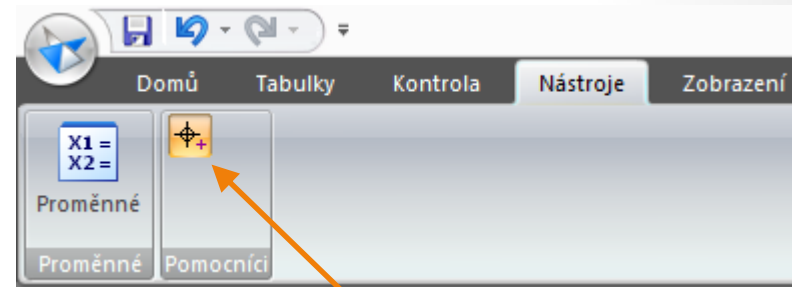 Domů Tabulky Kontrola Nástroje Zobrazení
X1 =
X2 =
Proměnné
Proměnné Pomocníci